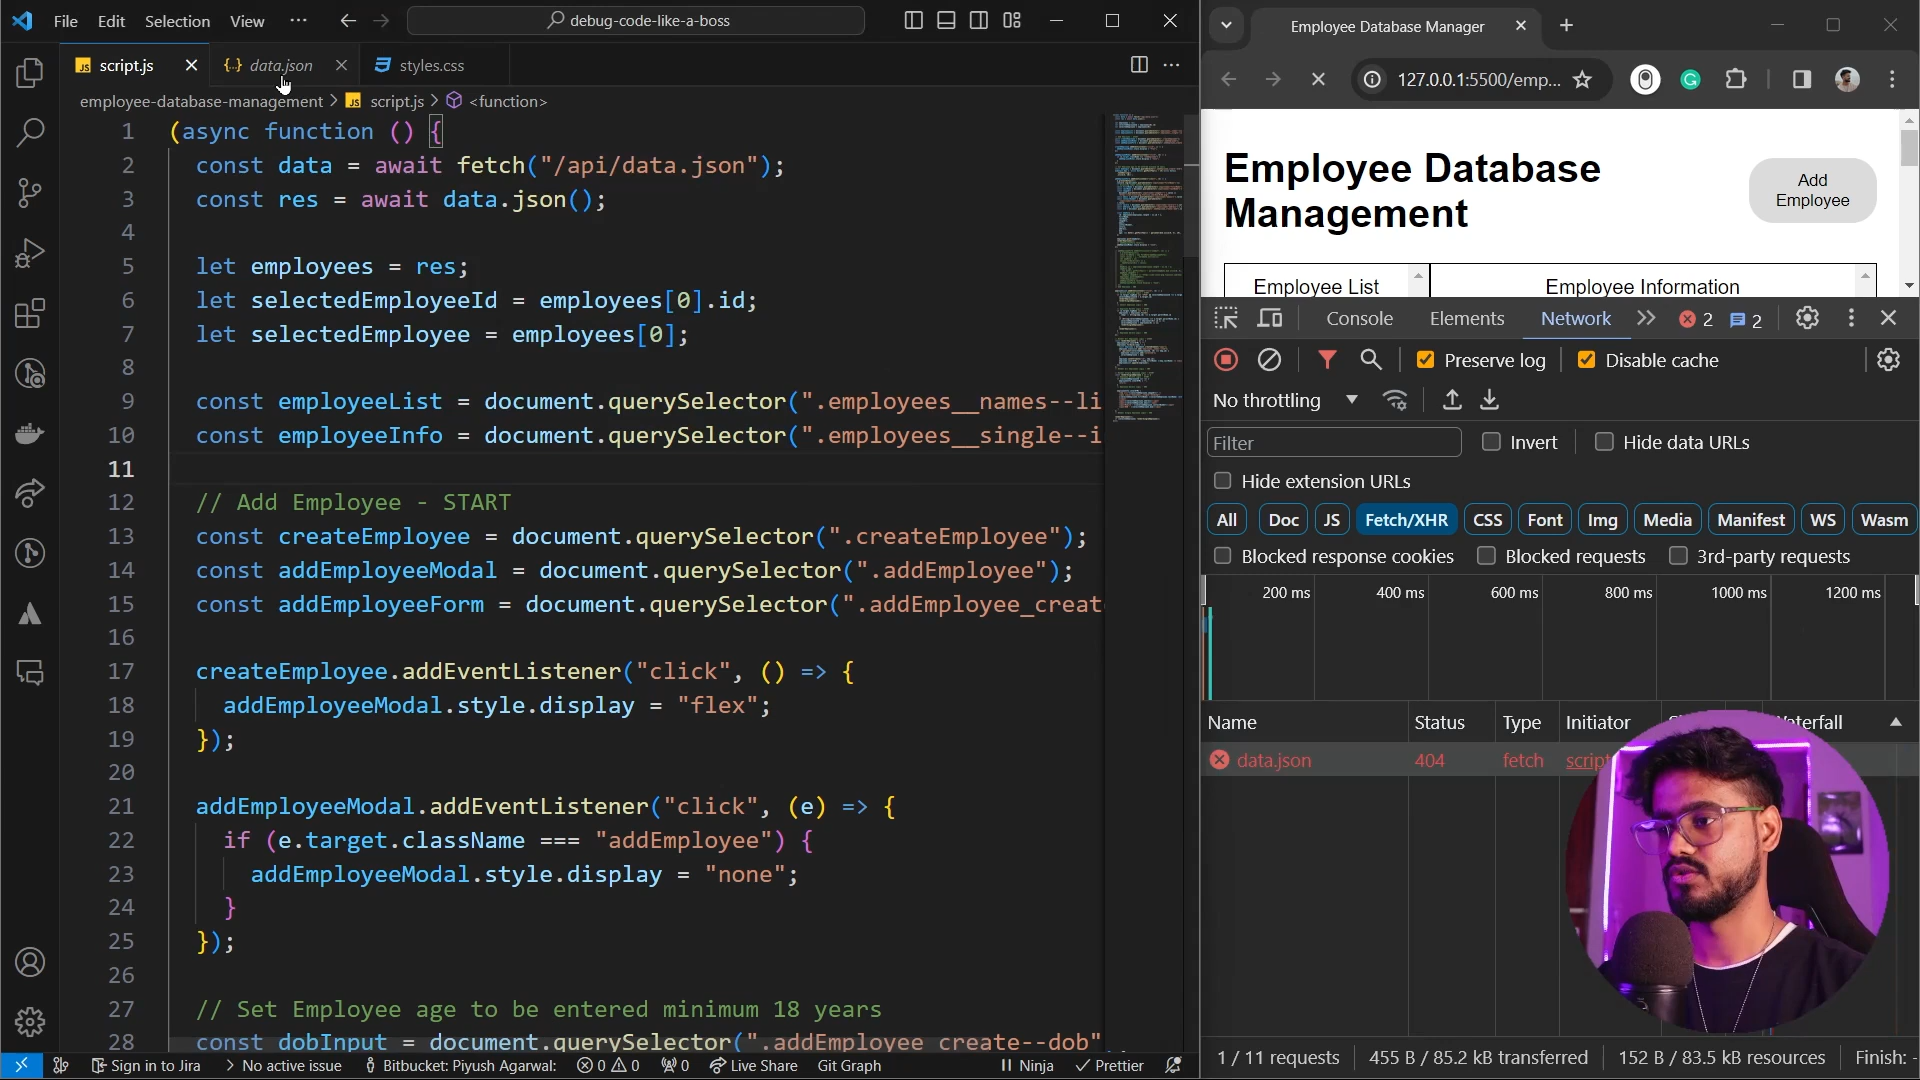 File Edit Selection View ··· debug-code-like-a-boss
script.js data.json styles.css
employee-database-management > script.js > <function>
1 (async function () {
2 const data = await fetch("/api/data.json");
3 const res = await data.json();
4
5 let employees = res;
6 let selectedEmployeeId = employees[0].id;
7 let selectedEmployee = employees[0];
8
9 const employeeList = document.querySelector(".employees__names--li
10 const employeeInfo = document.querySelector(".employees__single--i
11
12 // Add Employee - START
13 const createEmployee = document.querySelector(".createEmployee");
14 const addEmployeeModal = document.querySelector(".addEmployee");
15 const addEmployeeForm = document.querySelector(".addEmployee_creat
16
17 createEmployee.addEventListener("click", () => {
18 addEmployeeModal.style.display = "flex";
19 });
20
21 addEmployeeModal.addEventListener("click", (e) => {
22 if (e.target.className === "addEmployee") {
23 addEmployeeModal.style.display = "none";
24 }
25 });
26
27 // Set Employee age to be entered minimum 18 years
28 const dobInput = document.querySelector(".addEmployee_create--dob"
Sign in to Jira No active issue Bitbucket: Piyush Agarwal: 0 0 0 Live Share Git Graph Ninja Prettier
Employee Database Manager
127.0.0.1:5500/emp...
Employee Database
Management
Add
Employee
Employee List Employee Information
Console Elements Network 2 2
Preserve log Disable cache
No throttling
Filter Invert Hide data URLs
Hide extension URLs
All Doc JS Fetch/XHR CSS Font Img Media Manifest WS Wasm
Blocked response cookies Blocked requests 3rd-party requests
200 ms 400 ms 600 ms 800 ms 1000 ms 1200 ms
Name Status Type Initiator
data.json 404 fetch script
1 / 11 requests 455 B / 85.2 kB transferred 152 B / 83.5 kB resources Finish: